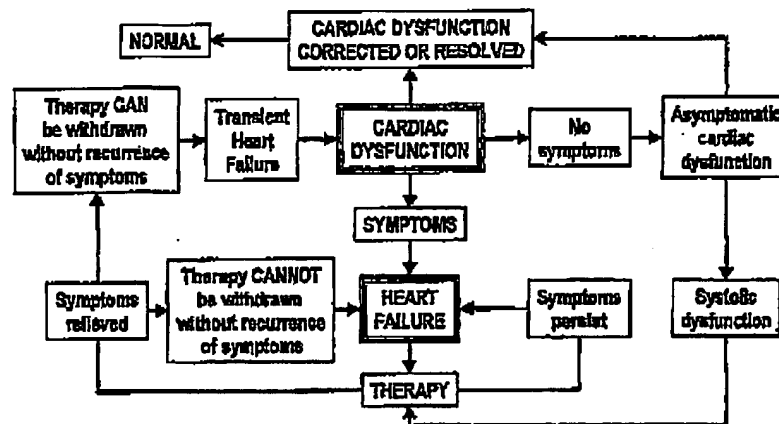 NORMAL
CARDIAC DYSFUNCTION
CORRECTED OR RESOLVED
Therapy CAN
be withdrawn
without recurrence
of symptoms
Transient
Heart
Failure
CARDIAC
DYSFUNCTION
No
symptoms
Asymptomatic
cardiac
dysfunction
SYMPTOMS
Symptoms
relieved
Therapy CANNOT
be withdrawn
without recurrence
of symptoms
HEART
FAILURE
Symptoms
persist
Systolic
dysfunction
THERAPY